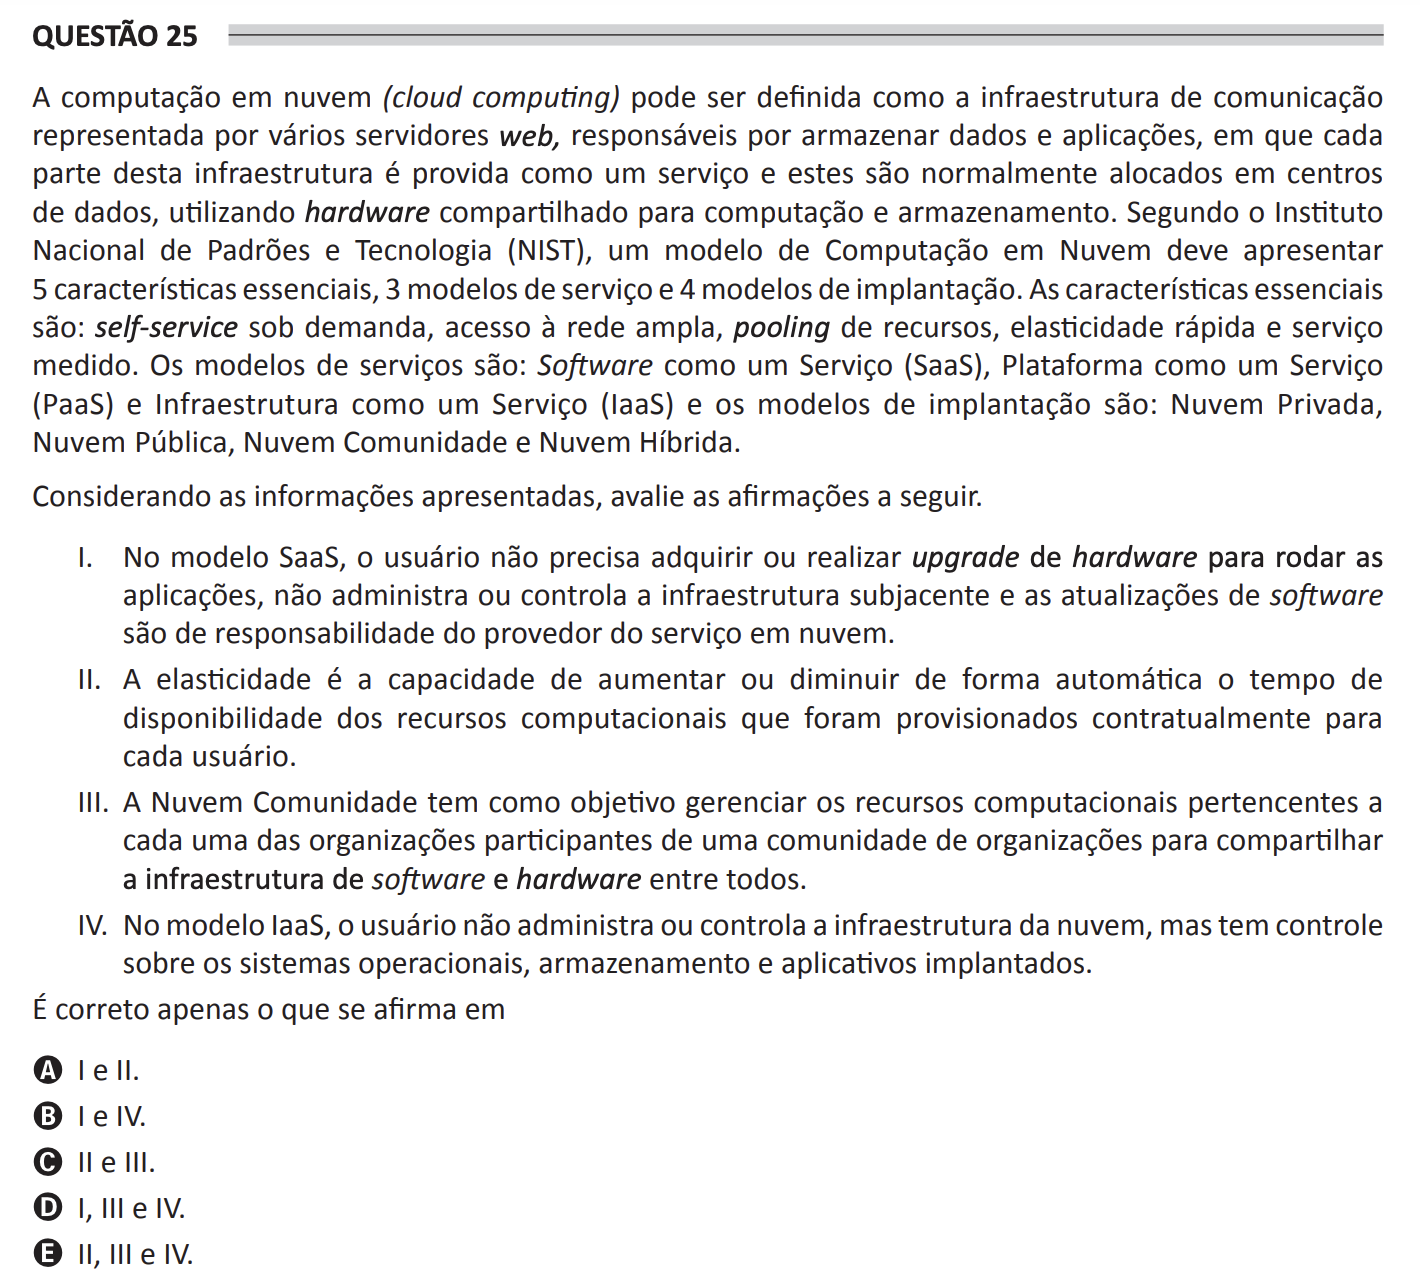 QUESTÃO 25
A computação em nuvem (cloud computing) pode ser definida como a infraestrutura de comunicação
representada por vários servidores web, responsáveis por armazenar dados e aplicações, em que cada
parte desta infraestrutura é provida como um serviço e estes são normalmente alocados em centros
de dados, utilizando hardware compartilhado para computação e armazenamento. Segundo o Instituto
Nacional de Padrões e Tecnologia (NIST), um modelo de Computação em Nuvem deve apresentar
5 características essenciais, 3 modelos de serviço e 4 modelos de implantação. As características essenciais
são: self-service sob demanda, acesso à rede ampla, pooling de recursos, elasticidade rápida e serviço
medido. Os modelos de serviços são: Software como um Serviço (SaaS), Plataforma como um Serviço
(PaaS) e Infraestrutura como um Serviço (IaaS) e os modelos de implantação são: Nuvem Privada,
Nuvem Pública, Nuvem Comunidade e Nuvem Híbrida.
Considerando as informações apresentadas, avalie as afirmações a seguir.
I. No modelo SaaS, o usuário não precisa adquirir ou realizar upgrade de hardware para rodar as
aplicações, não administra ou controla a infraestrutura subjacente e as atualizações de software
são de responsabilidade do provedor do serviço em nuvem.
II. A elasticidade é a capacidade de aumentar ou diminuir de forma automática o tempo de
disponibilidade dos recursos computacionais que foram provisionados contratualmente para
cada usuário.
III. A Nuvem Comunidade tem como objetivo gerenciar os recursos computacionais pertencentes a
cada uma das organizações participantes de uma comunidade de organizações para compartilhar
a infraestrutura de software e hardware entre todos.
IV. No modelo IaaS, o usuário não administra ou controla a infraestrutura da nuvem, mas tem controle
sobre os sistemas operacionais, armazenamento e aplicativos implantados.
É correto apenas o que se afirma em
A I e II.
B I e IV.
C II e III.
D I, III e IV.
E II, III e IV.